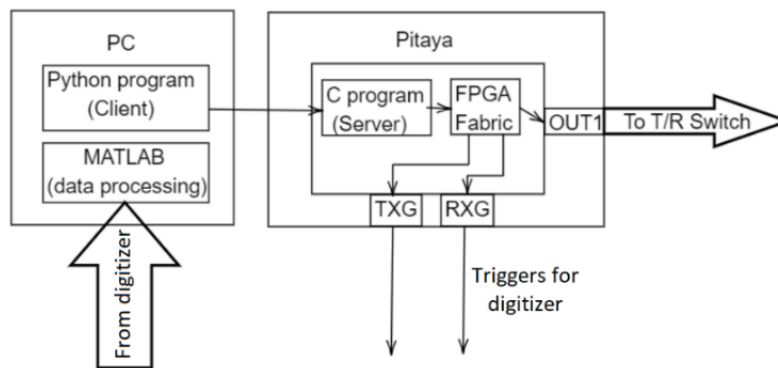 PC
Python program
(Client)
MATLAB
(data processing)
From digitizer
Pitaya
C program
(Server)
FPGA
Fabric
OUT1
To T/R Switch
TXG
RXG
Triggers for
digitizer